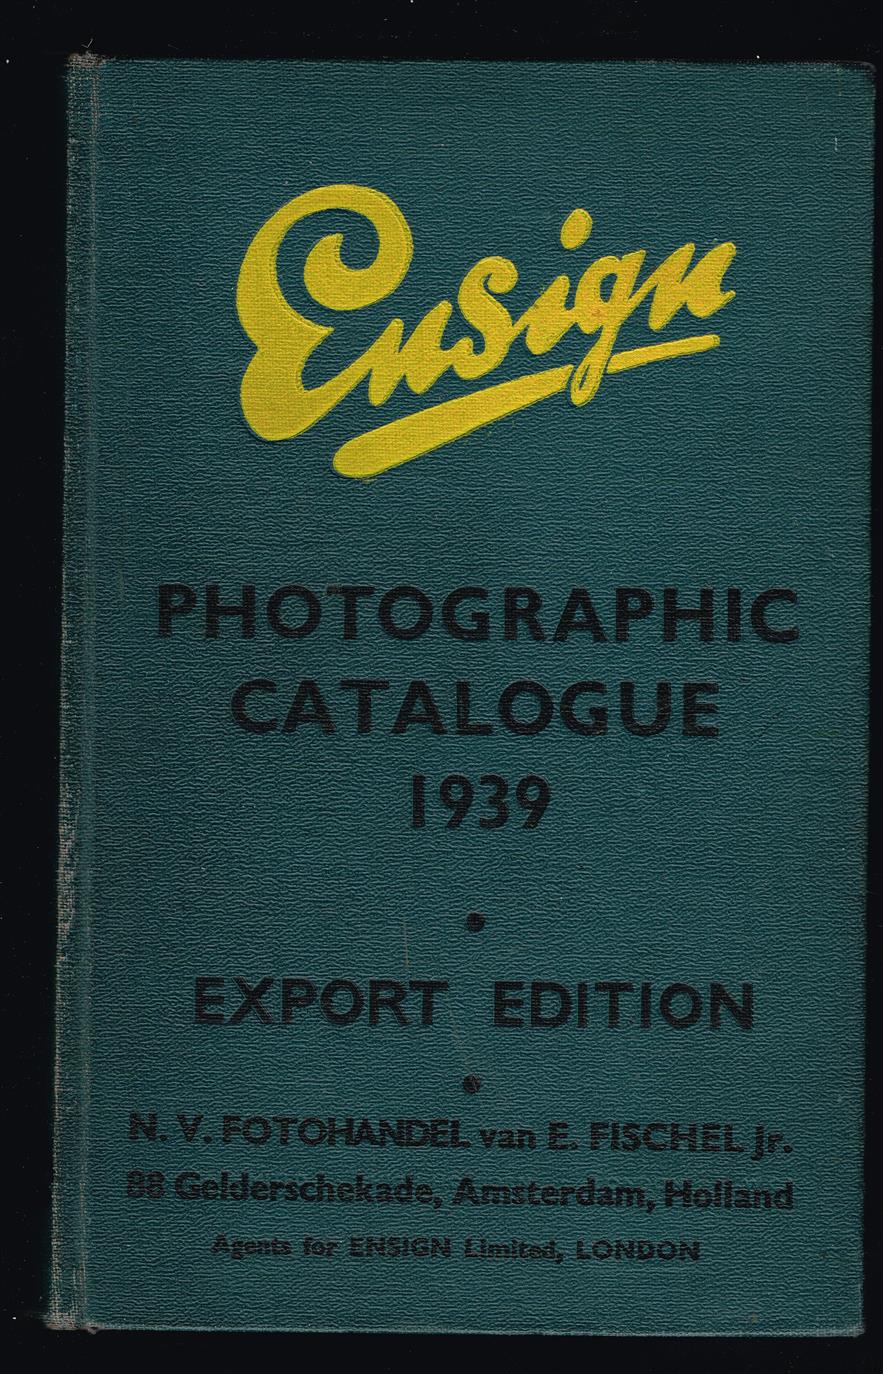 Ensign
PHOTOGRAPHIC
CATALOGUE
1939
•
EXPORT EDITION
•
N. V. FOTOHANDEL van E. FISCHEL jr.
88 Gelderschekade, Amsterdam, Holland
Agents for ENSIGN Limited, LONDON